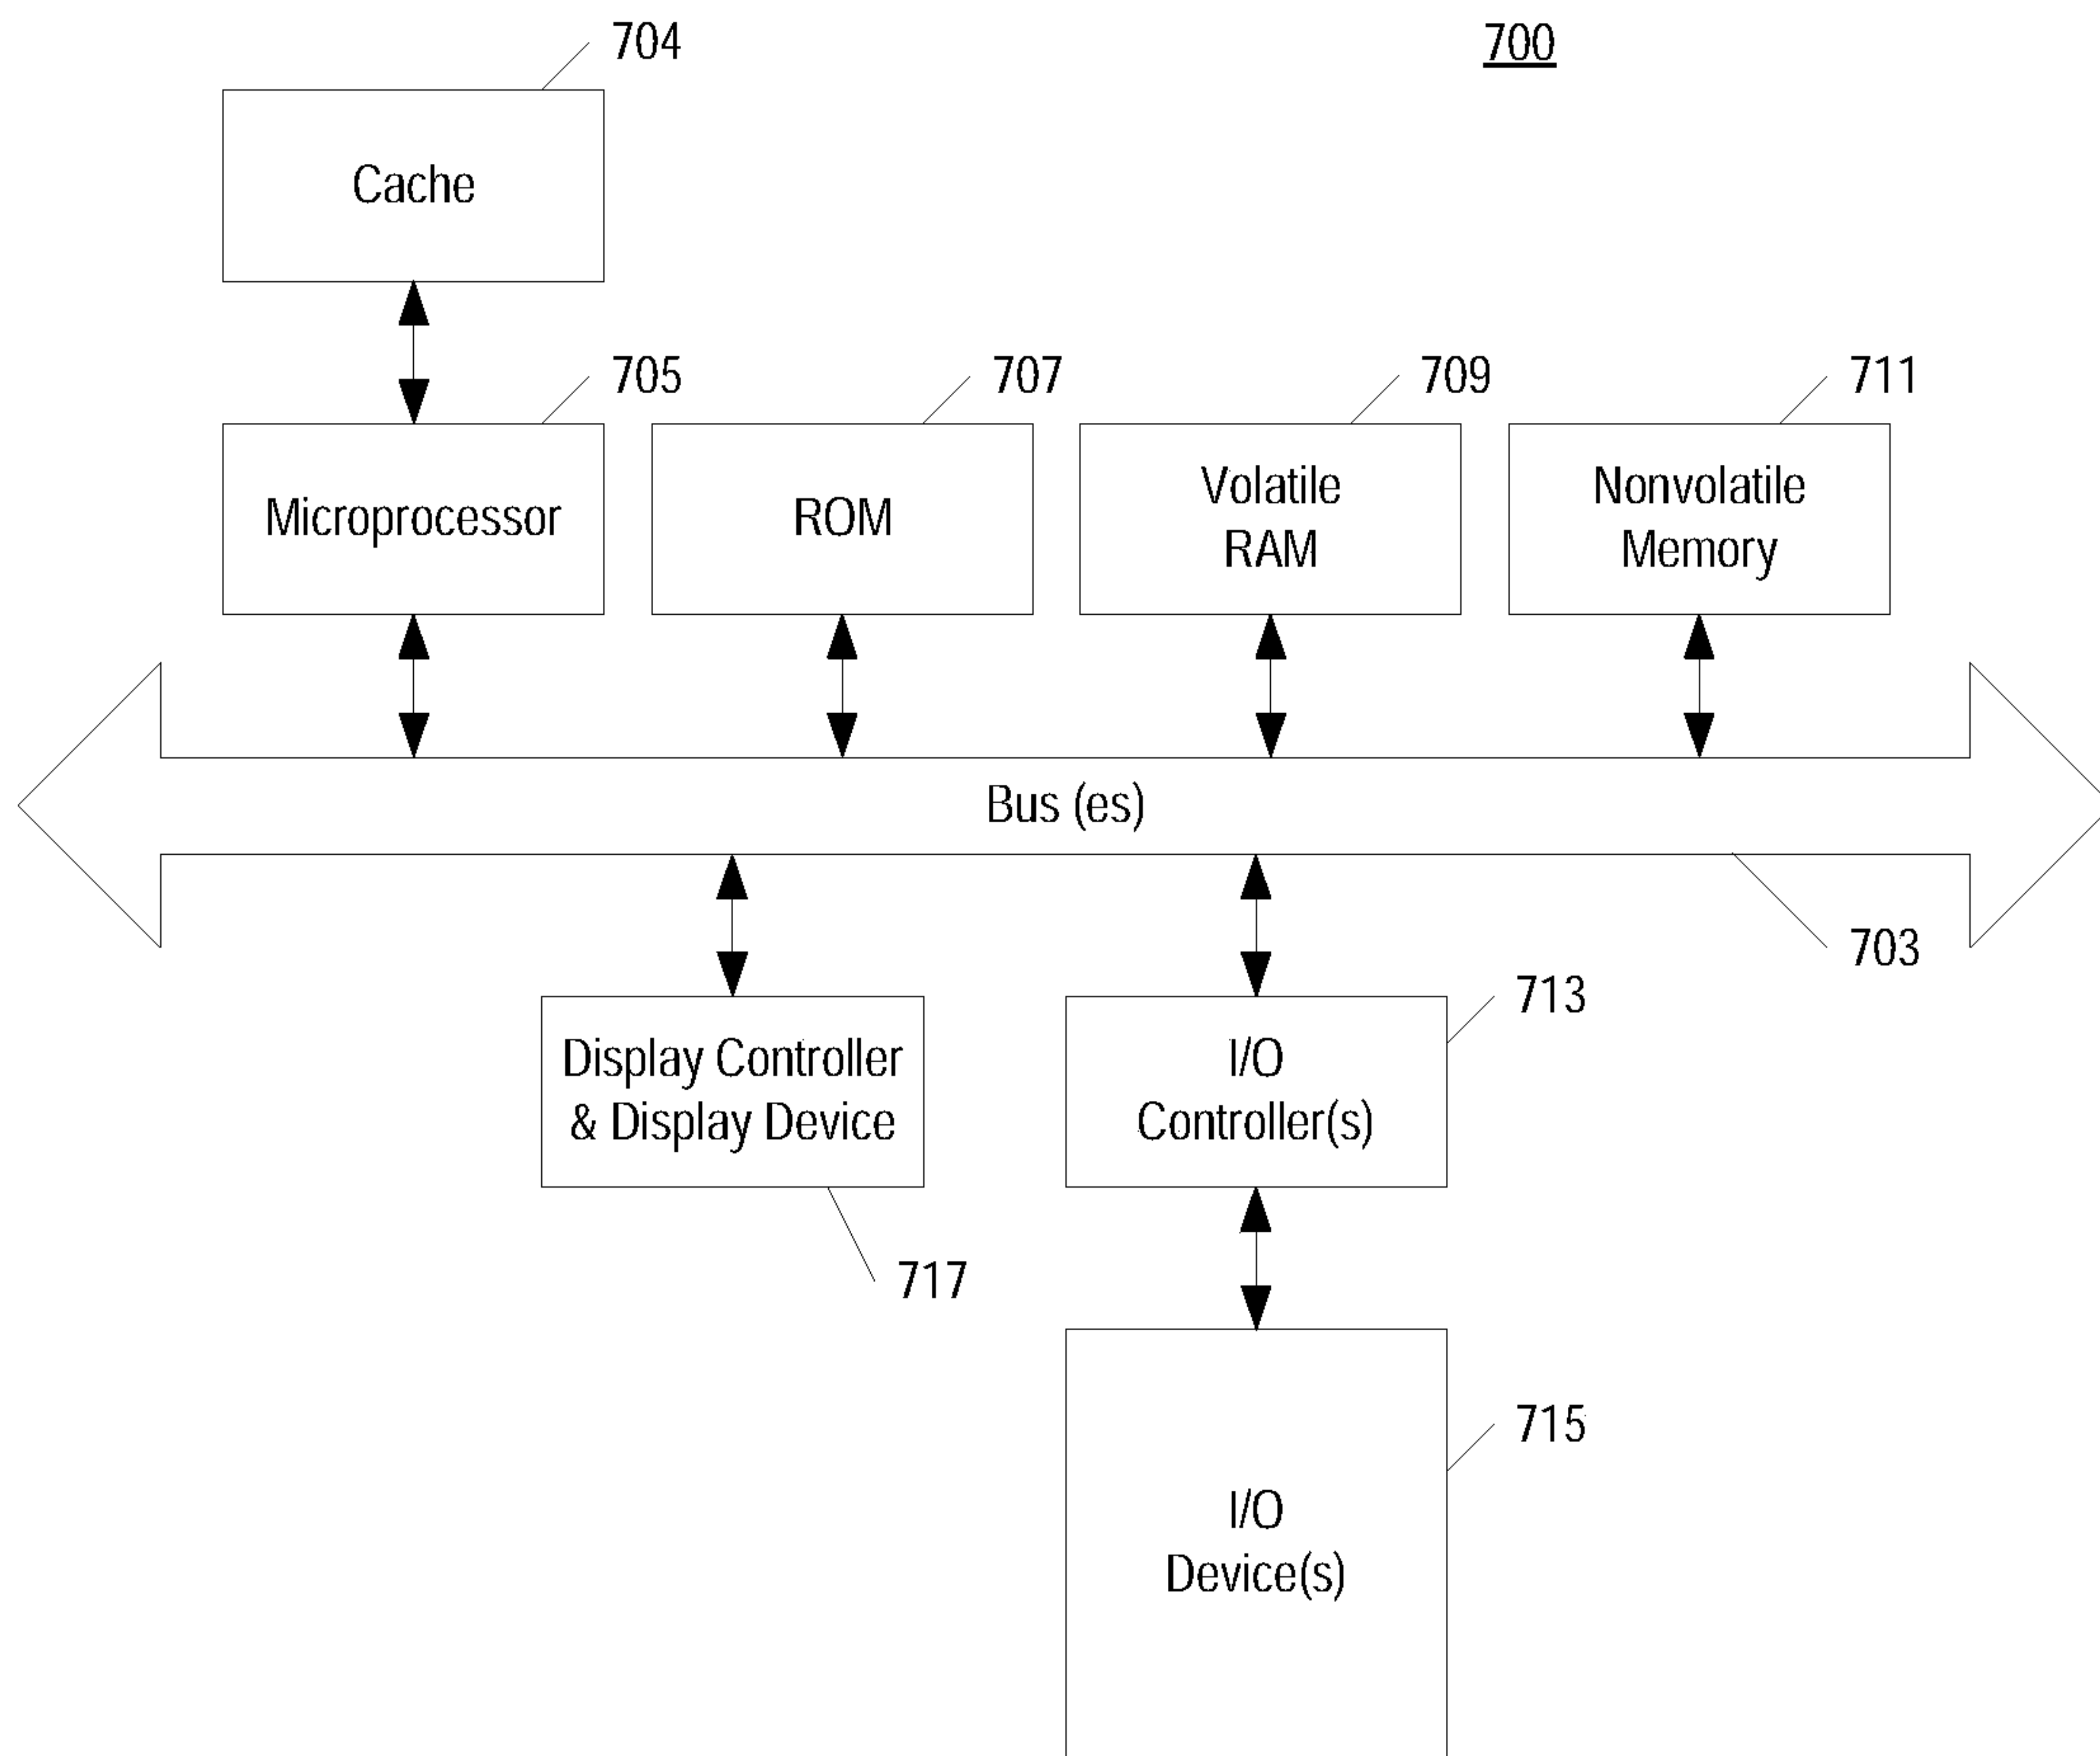 704
700
Cache
705
707
709
711
Microprocessor
ROM
Volatile
RAM
Nonvolatile
Memory
Bus (es)
703
713
Display Controller
& Display Device
I/O
Controller(s)
717
715
I/O
Device(s)